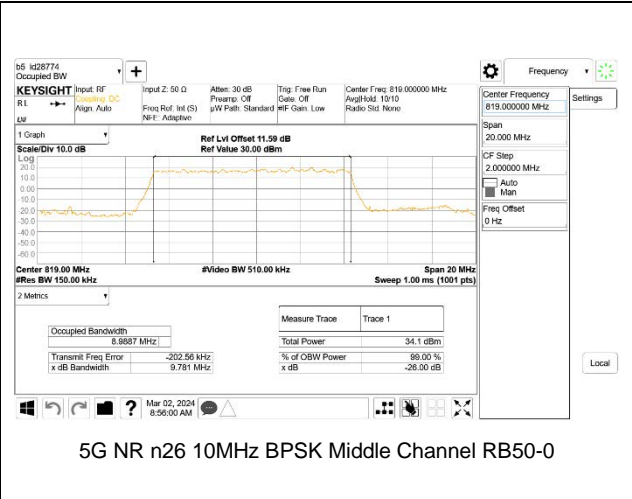 b5 Id28774
Occupied BW
Frequency
KEYSIGHT
Input: RF
Coupling: DC
Align: Auto
Input Z: 50 Ω
Freq Ref: Int (S)
NFE: Adaptive
Atten: 30 dB
Preamp: Off
µW Path: Standard
Trig: Free Run
Gate: Off
#IF Gain: Low
Center Freq: 819.000000 MHz
Avg|Hold: 10/10
Radio Std: None
R L
Center Frequency
819.000000 MHz
Settings
Span
20.000 MHz
CF Step
2.000000 MHz
Auto
Man
Freq Offset
0 Hz
1 Graph
Scale/Div 10.0 dB
Ref Lvl Offset 11.59 dB
Ref Value 30.00 dBm
Log
20.0
10.0
0.00
-10.0
-20.0
-30.0
-40.0
-50.0
-60.0
Center 819.00 MHz
#Res BW 150.00 kHz
#Video BW 510.00 kHz
Span 20 MHz
Sweep 1.00 ms (1001 pts)
2 Metrics
Occupied Bandwidth
8.9887 MHz
Transmit Freq Error -202.56 kHz
x dB Bandwidth 9.781 MHz
Measure Trace Trace 1
Total Power 34.1 dBm
% of OBW Power 99.00 %
x dB -26.00 dB
Local
Mar 02, 2024
8:56:00 AM
5G NR n26 10MHz BPSK Middle Channel RB50-0